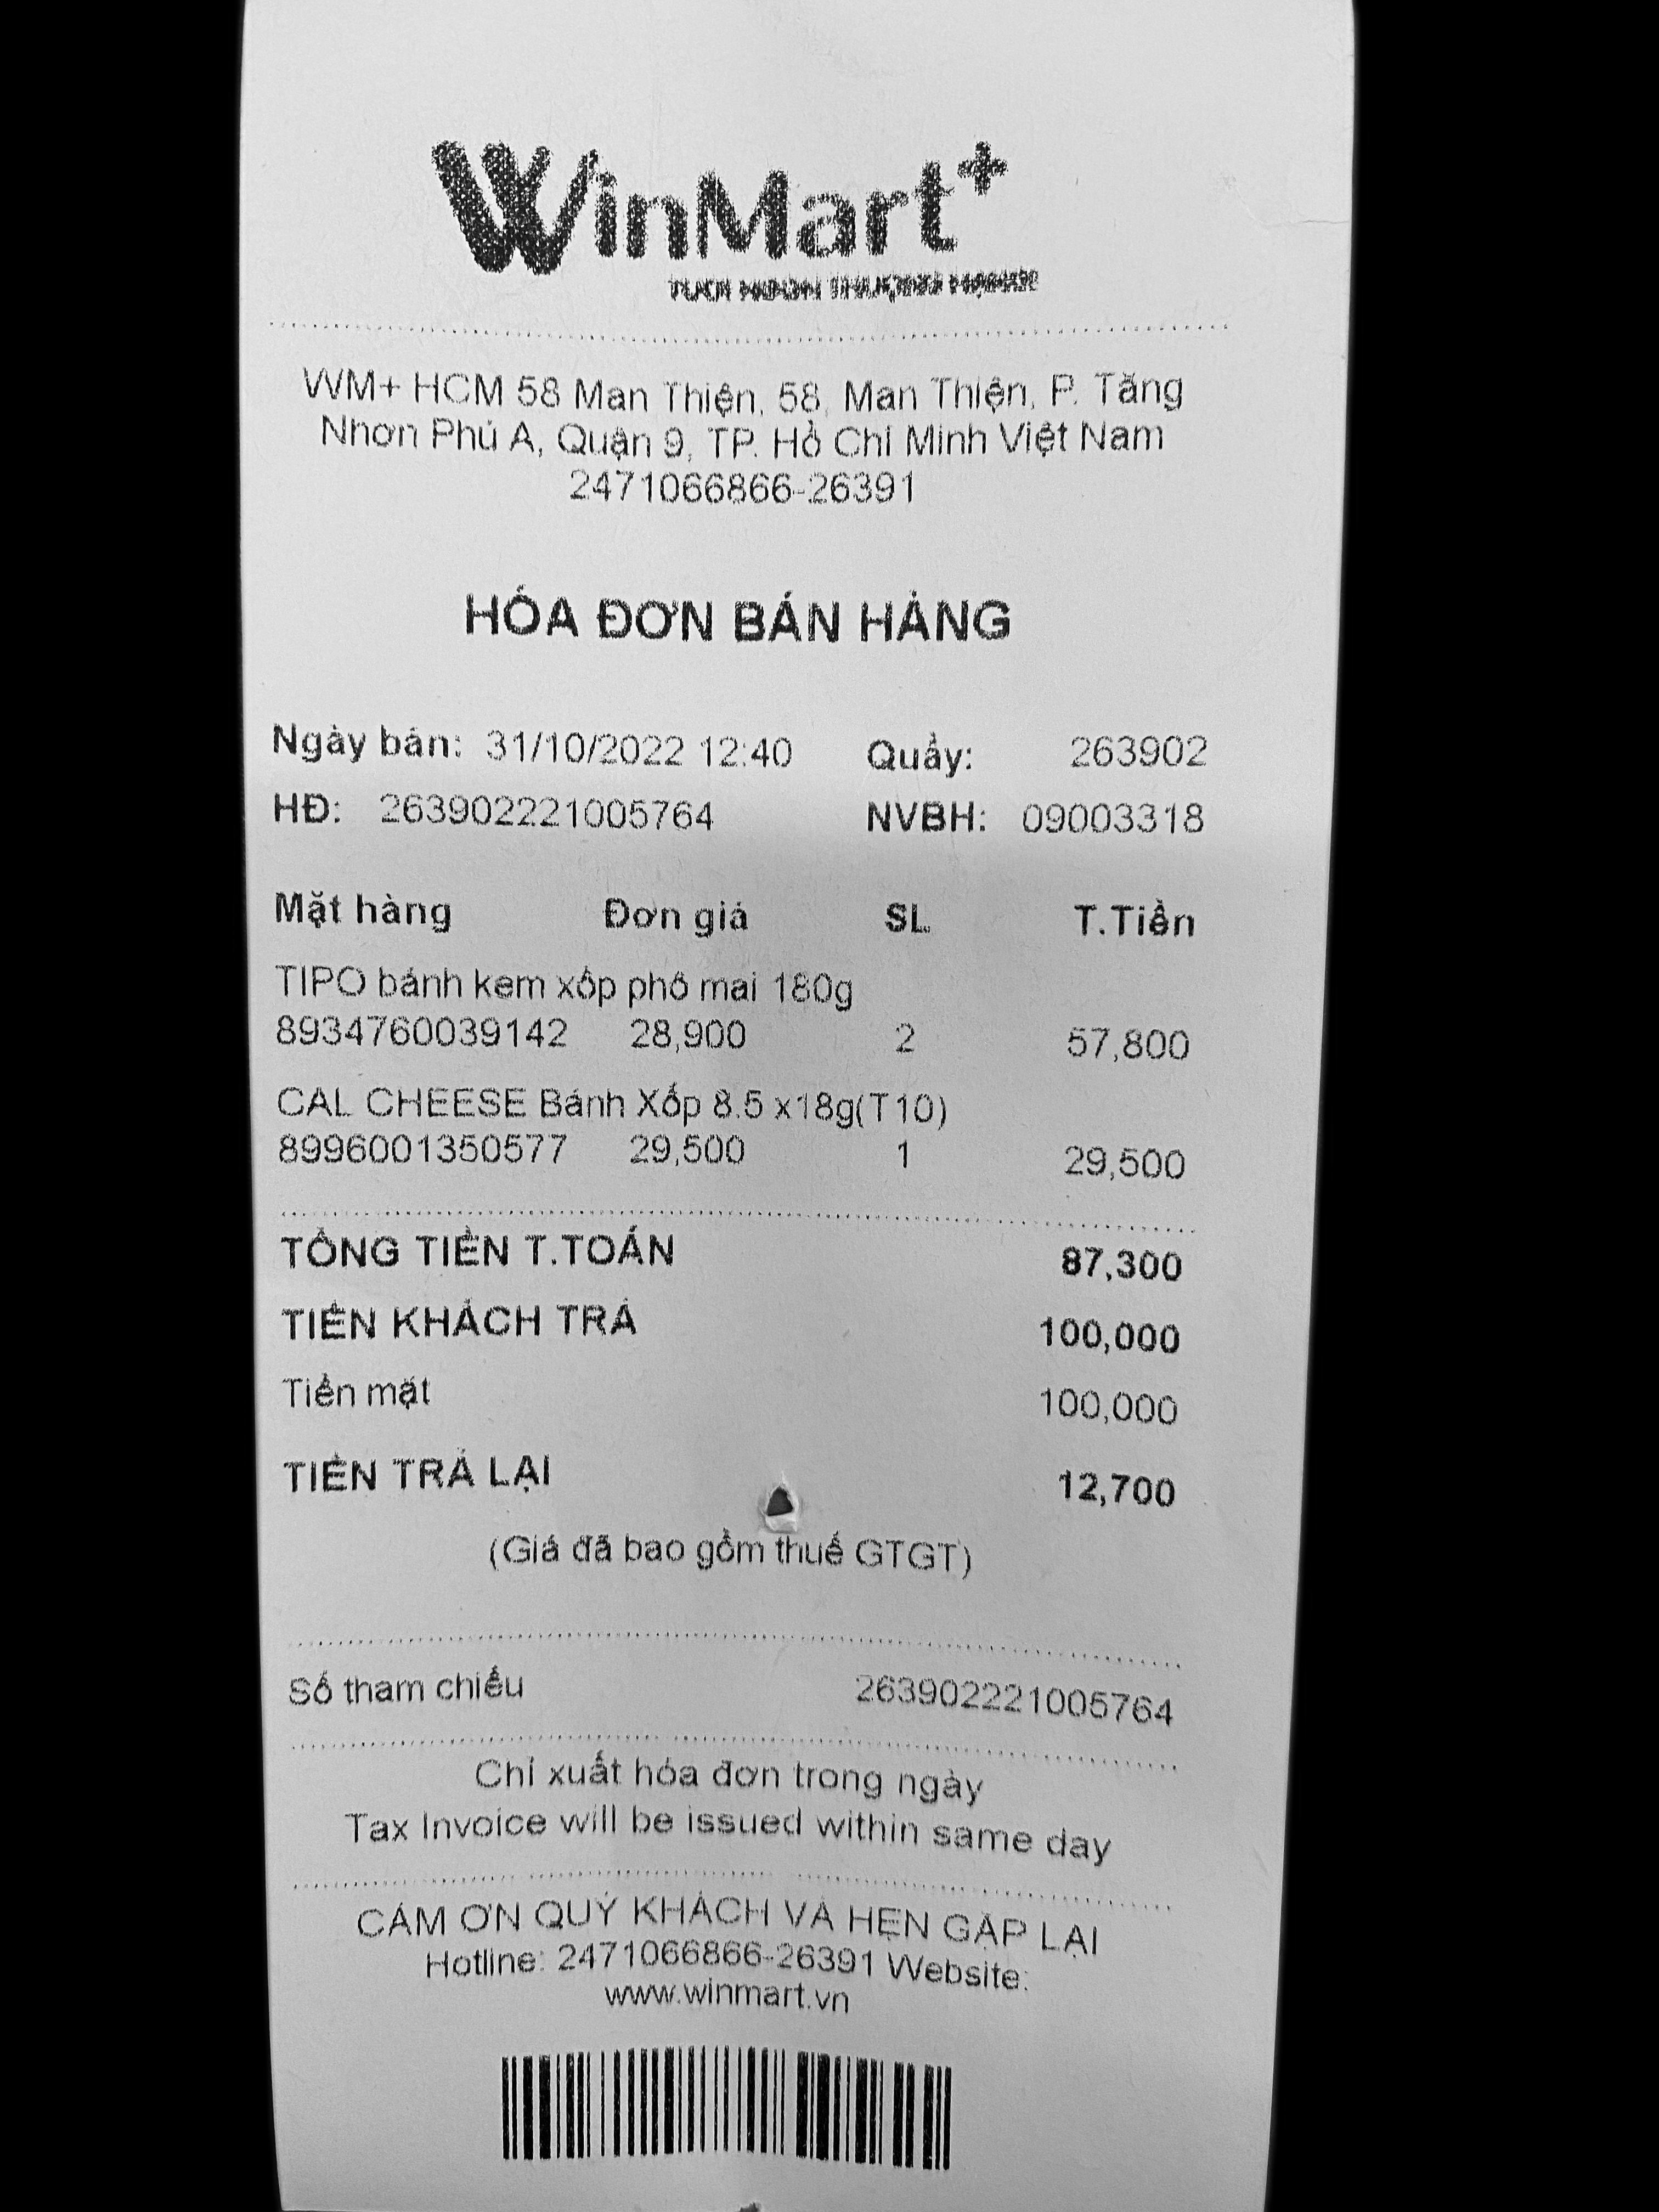 WinMart+
WM+ HCM 58 Man Thiện, 58, Man Thiện, P. Tăng
Nhơn Phú A, Quận 9, TP. Hồ Chí Minh Việt Nam
2471066866-26391
HÓA ĐƠN BÁN HÀNG
Ngày bán: 31/10/2022 12:40 Quầy: 263902
HĐ: 263902221005764 NVBH: 09003318
Mặt hàng Đơn giá SL T.Tiền
TIPO bánh kem xốp phô mai 180g
8934760039142 28,900 2 57,800
CAL CHEESE Bánh Xốp 8.5 x18g(T10)
8996001350577 29,500 1 29,500
TỔNG TIỀN T.TOÁN 87,300
TIỀN KHÁCH TRẢ 100,000
Tiền mặt 100,000
TIỀN TRẢ LẠI 12,700
(Giá đã bao gồm thuế GTGT)
Số tham chiếu 263902221005764
Chỉ xuất hóa đơn trong ngày
Tax Invoice will be issued within same day
CẢM ƠN QUÝ KHÁCH VÀ HẸN GẶP LẠI
Hotline: 2471066866-26391 Website:
www.winmart.vn